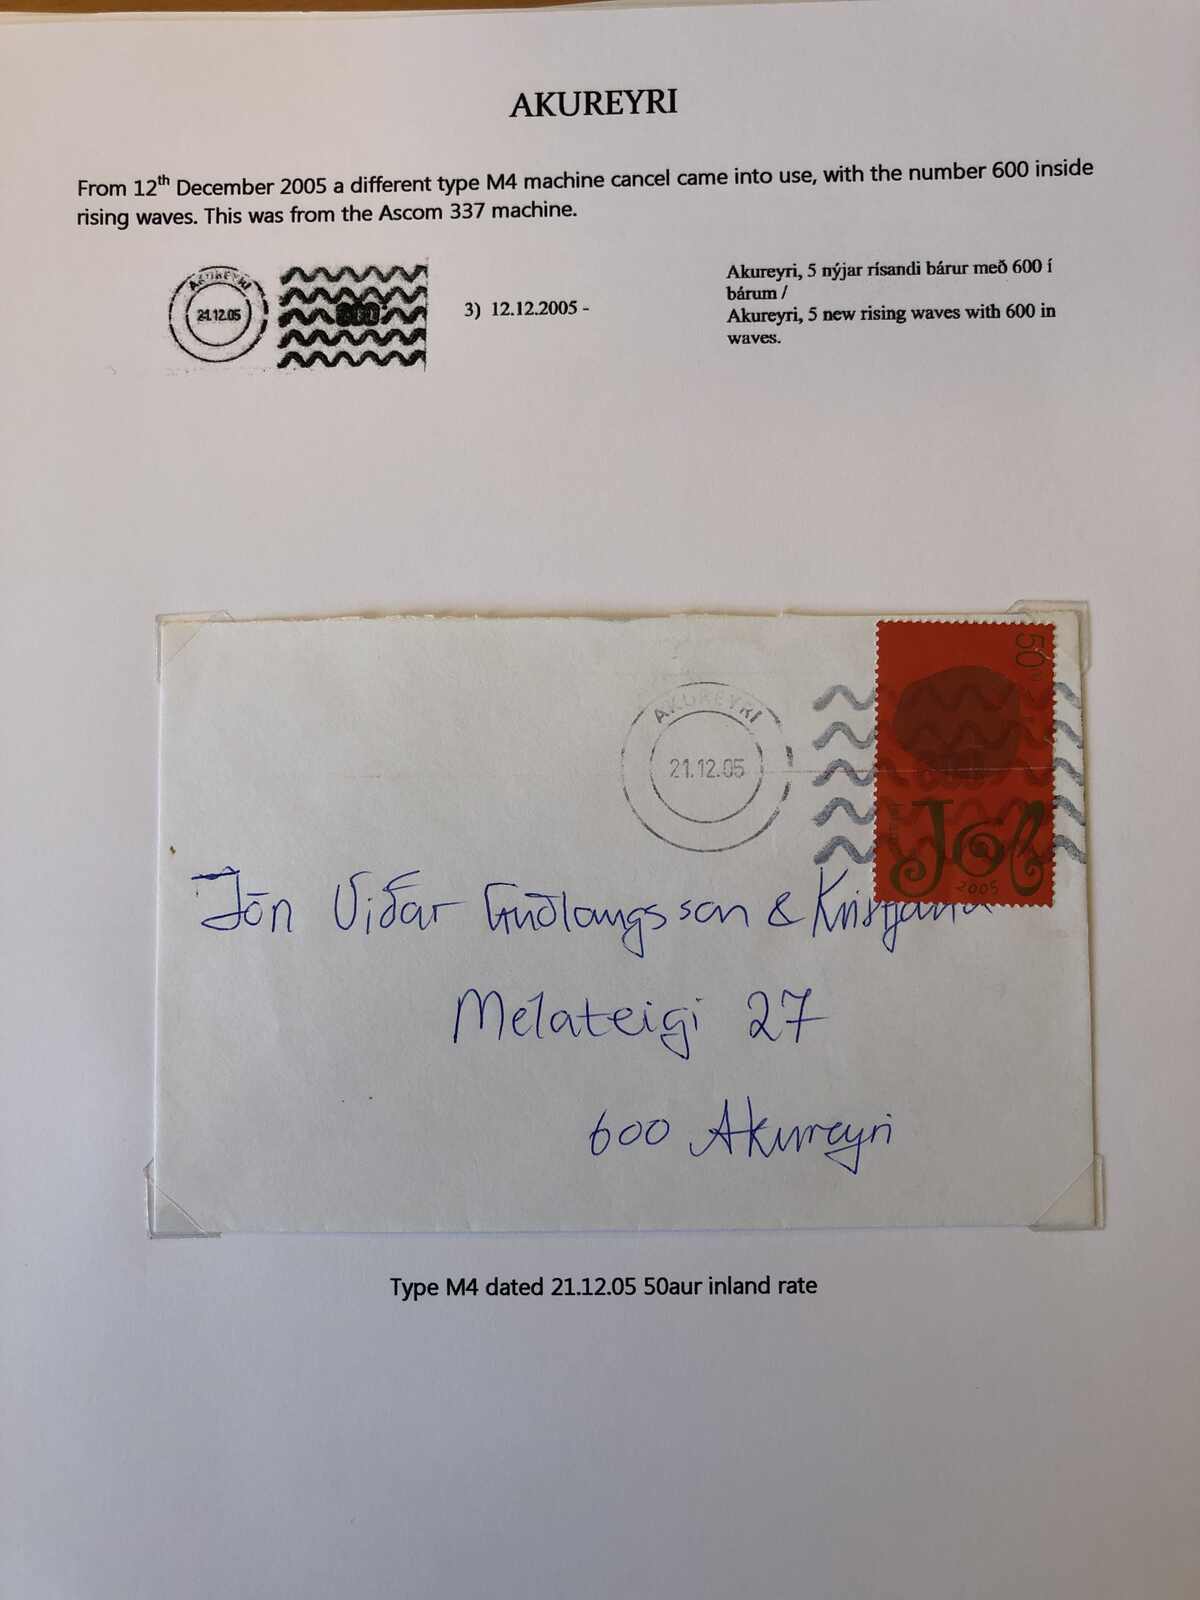 AKUREYRI
From 12th December 2005 a different type M4 machine cancel came into use, with the number 600 inside
rising waves. This was from the Ascom 337 machine.
AKUREYRI
21.12.05
3) 12.12.2005 -
Akureyri, 5 nýjar rísandi bárur með 600 í
bárum /
Akureyri, 5 new rising waves with 600 in
waves.
50
AKUREYRI
21.12.05
600
Jól
2005
Jón Viðar Guðlaugsson & Kristjana
Melateigi 27
600 Akureyri
Type M4 dated 21.12.05 50aur inland rate